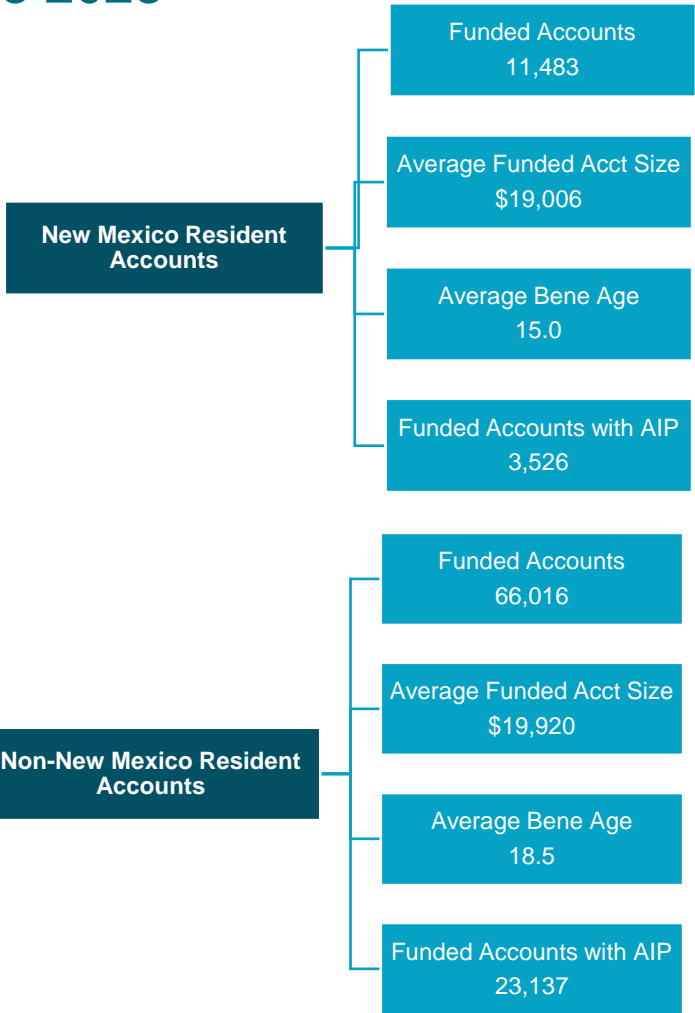 2023
New Mexico Resident
Accounts
Funded Accounts
11,483
Average Funded Acct Size
$19,006
Average Bene Age
15.0
Funded Accounts with AIP
3,526
Non-New Mexico Resident
Accounts
Funded Accounts
66,016
Average Funded Acct Size
$19,920
Average Bene Age
18.5
Funded Accounts with AIP
23,137